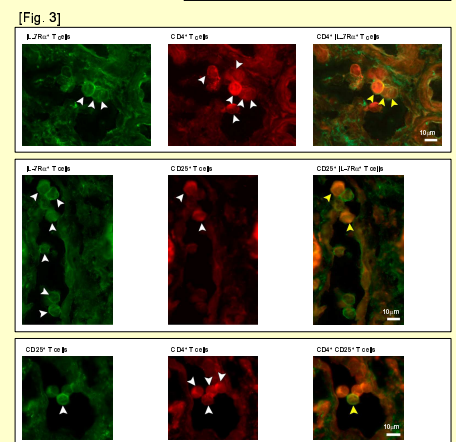 [Fig. 3]
IL-7Rα⁺ T cells CD4⁺ T cells CD4⁺ IL-7Rα⁺ T cells
10μm
IL-7Rα⁺ T cells CD25⁺ T cells CD25⁺ IL-7Rα⁺ T cells
10μm
CD25⁺ T cells CD4⁺ T cells CD4⁺ CD25⁺ T cells
10μm